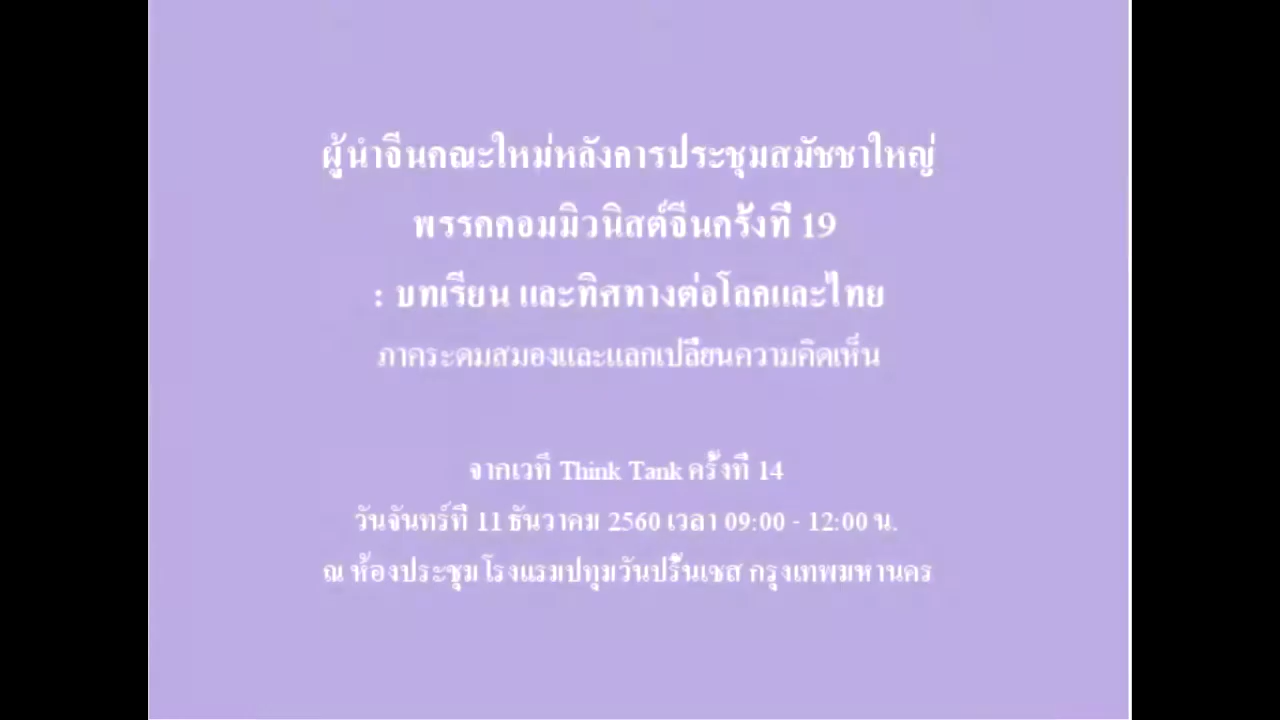 ผู้นำจีนคณะใหม่หลังการประชุมสมัชชาใหญ่
พรรคคอมมิวนิสต์จีนครั้งที่ 19
: บทเรียน และทิศทางต่อโลกและไทย
ภาคระดมสมองและแลกเปลี่ยนความคิดเห็น
จากเวที Think Tank ครั้งที่ 14
วันจันทร์ที่ 11 ธันวาคม 2560 เวลา 09:00 - 12:00 น.
ณ ห้องประชุม โรงแรมปทุมวันปริ้นเซส กรุงเทพมหานคร